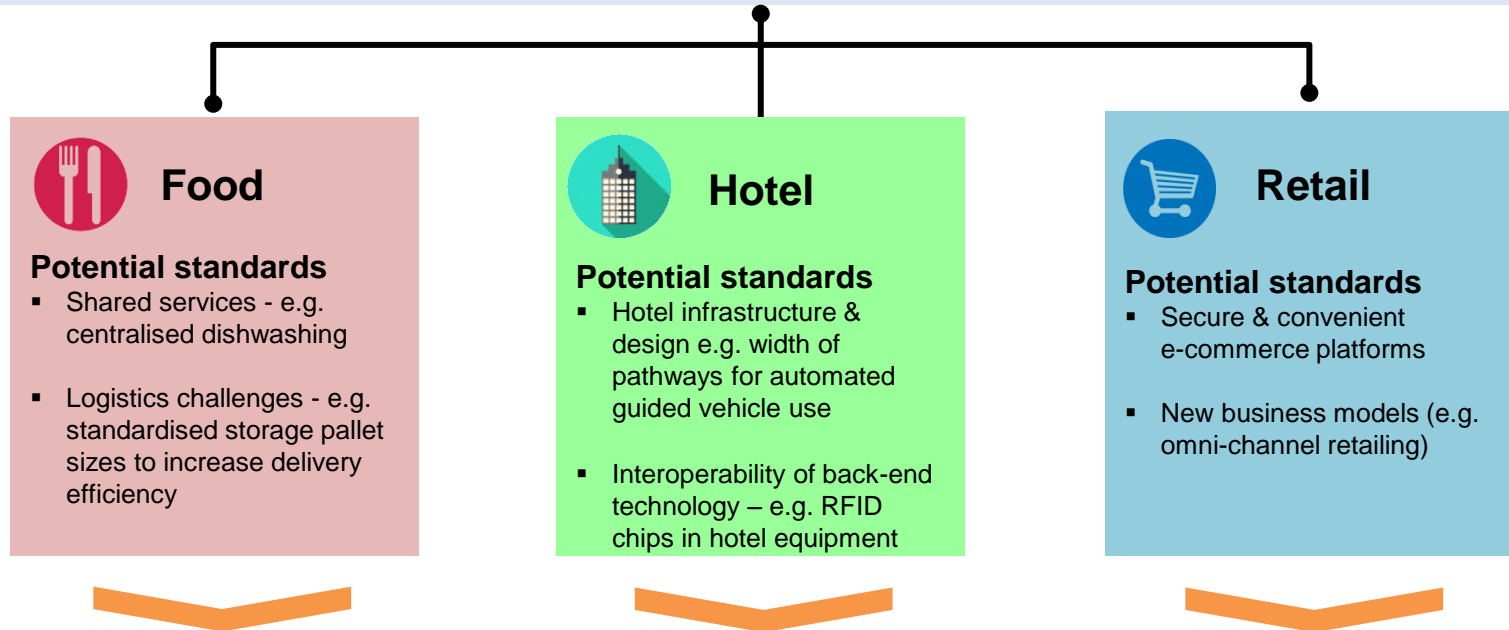 Food
Potential standards
▪ Shared services - e.g.
centralised dishwashing
▪ Logistics challenges - e.g.
standardised storage pallet
sizes to increase delivery
efficiency
Hotel
Potential standards
▪ Hotel infrastructure &
design e.g. width of
pathways for automated
guided vehicle use
▪ Interoperability of back-end
technology – e.g. RFID
chips in hotel equipment
Retail
Potential standards
▪ Secure & convenient
e-commerce platforms
▪ New business models (e.g.
omni-channel retailing)